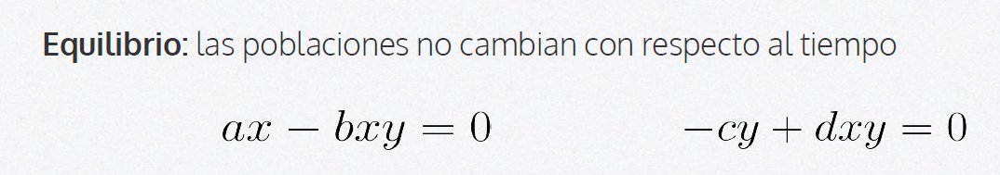 Equilibrio: las poblaciones no cambian con respecto al tiempo
ax − bxy = 0 −cy + dxy = 0